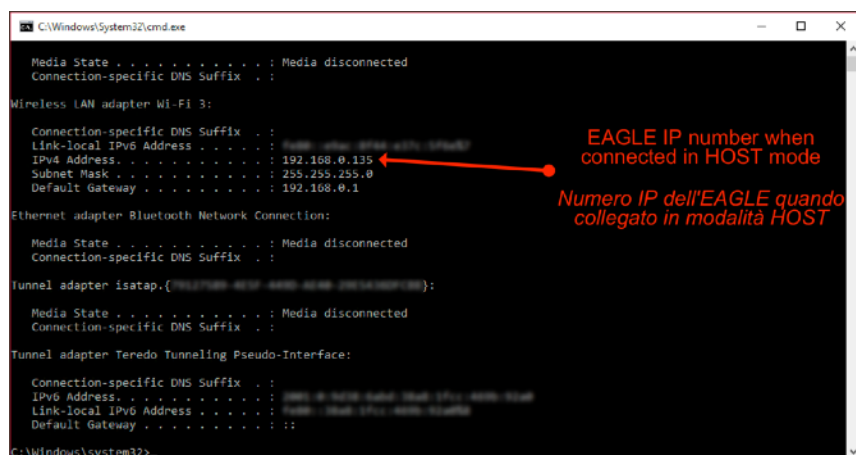 C:\Windows\System32\cmd.exe
Media State . . . . . . . . . . . : Media disconnected
Connection-specific DNS Suffix  . :
Wireless LAN adapter Wi-Fi 3:
Connection-specific DNS Suffix  . :
Link-local IPv6 Address . . . . . :
IPv4 Address. . . . . . . . . . . : 192.168.0.135
Subnet Mask . . . . . . . . . . . : 255.255.255.0
Default Gateway . . . . . . . . . : 192.168.0.1
EAGLE IP number when
connected in HOST mode
Numero IP dell'EAGLE quando
collegato in modalità HOST
Ethernet adapter Bluetooth Network Connection:
Media State . . . . . . . . . . . : Media disconnected
Connection-specific DNS Suffix  . :
Tunnel adapter isatap.{ }:
Media State . . . . . . . . . . . : Media disconnected
Connection-specific DNS Suffix  . :
Tunnel adapter Teredo Tunneling Pseudo-Interface:
Connection-specific DNS Suffix  . :
IPv6 Address. . . . . . . . . . . :
Link-local IPv6 Address . . . . . :
Default Gateway . . . . . . . . . : ::
C:\Windows\system32>